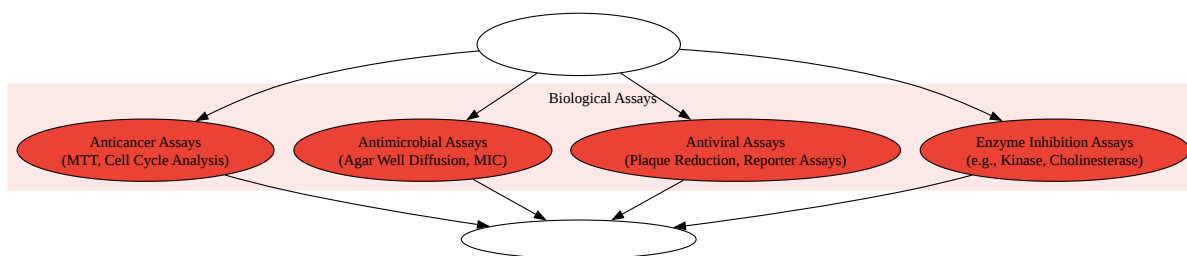 Biological Assays
Anticancer Assays
(MTT, Cell Cycle Analysis)
Antimicrobial Assays
(Agar Well Diffusion, MIC)
Antiviral Assays
(Plaque Reduction, Reporter Assays)
Enzyme Inhibition Assays
(e.g., Kinase, Cholinesterase)